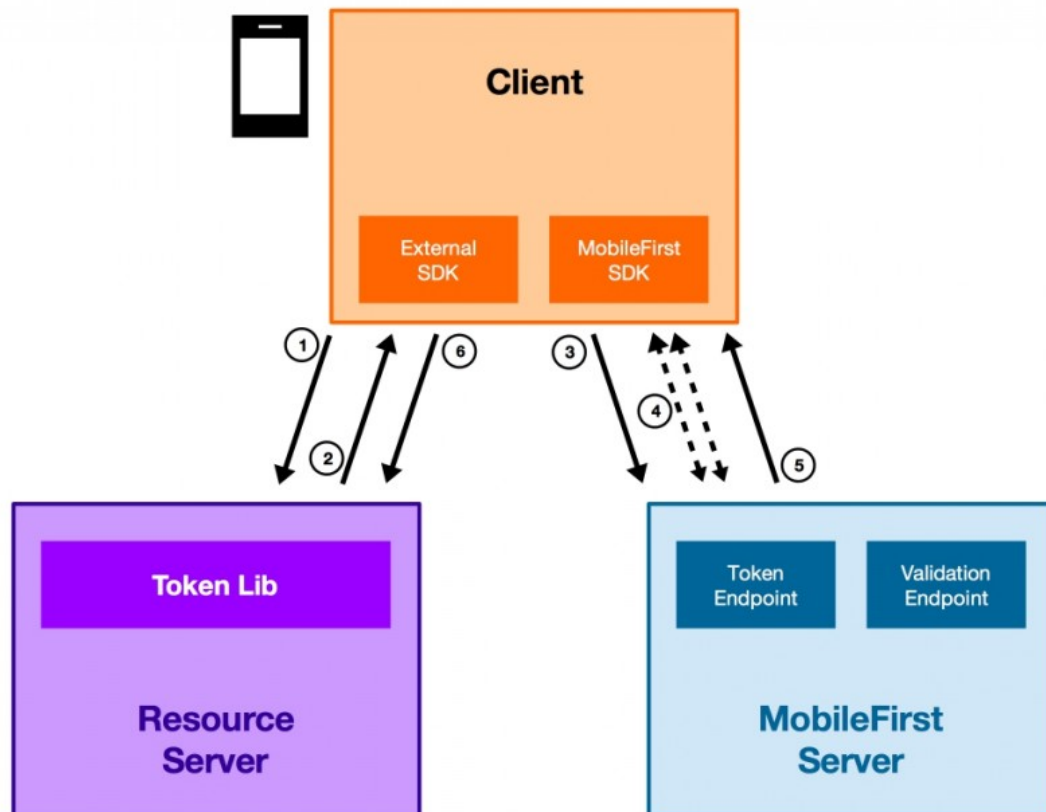 Client
External
SDK
MobileFirst
SDK
1
6
3
4
2
5
Token Lib
Resource
Server
Token
Endpoint
Validation
Endpoint
MobileFirst
Server